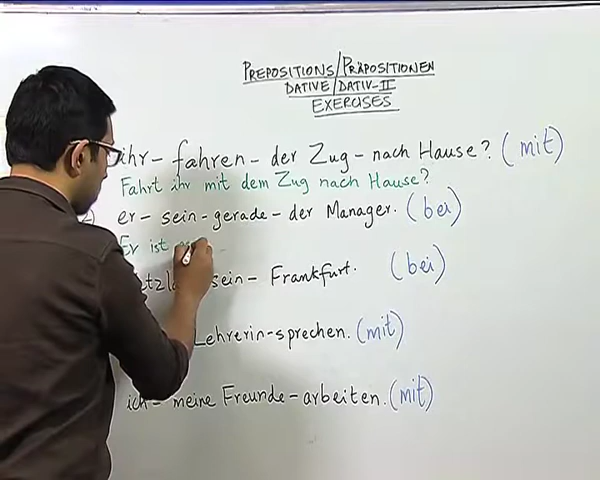 PREPOSITIONS/PRÄPOSITIONEN
DATIVE/DATIV-II
EXERCISES
ihr - fahren - der Zug - nach Hause? (mit)
Fahrt ihr mit dem Zug nach Hause?
er - sein - gerade - der Manager. (bei)
Er ist
sein - Frankfurt. (bei)
Lehrerin - sprechen. (mit)
ich - meine Freunde - arbeiten. (mit)